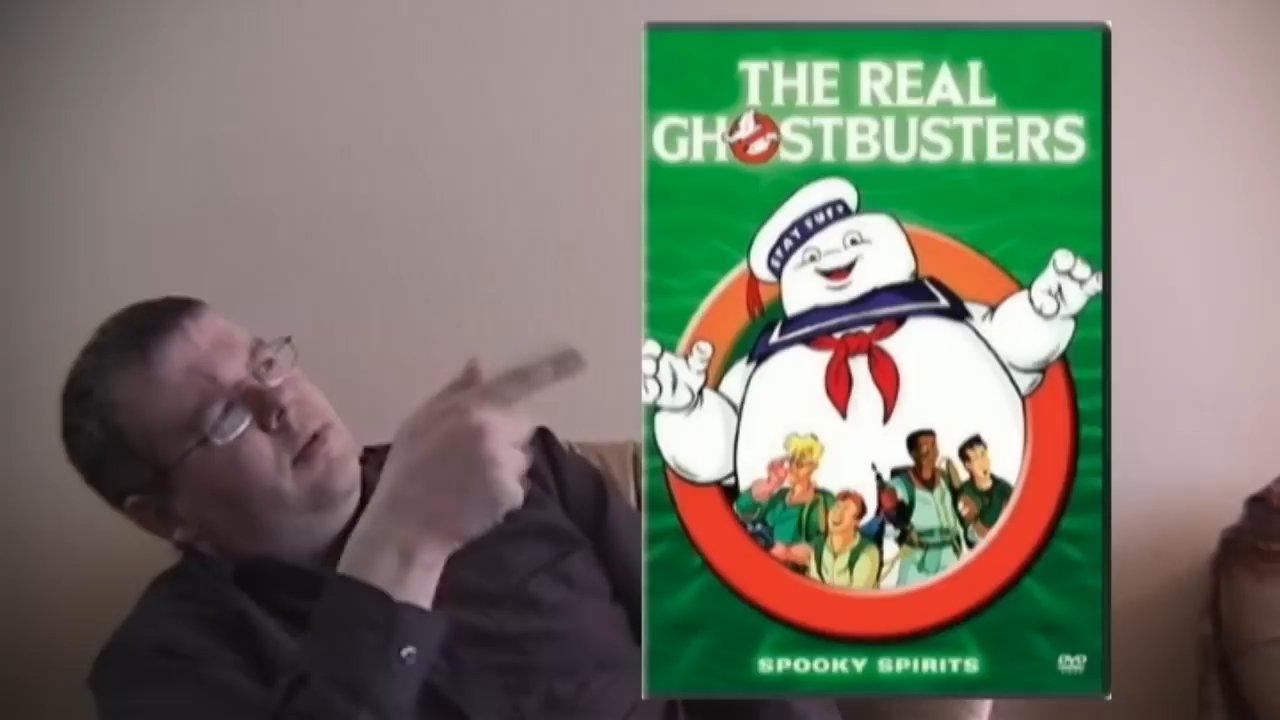 THE REAL
GHOSTBUSTERS
STAY PUFT
SPOOKY SPIRITS
DVD